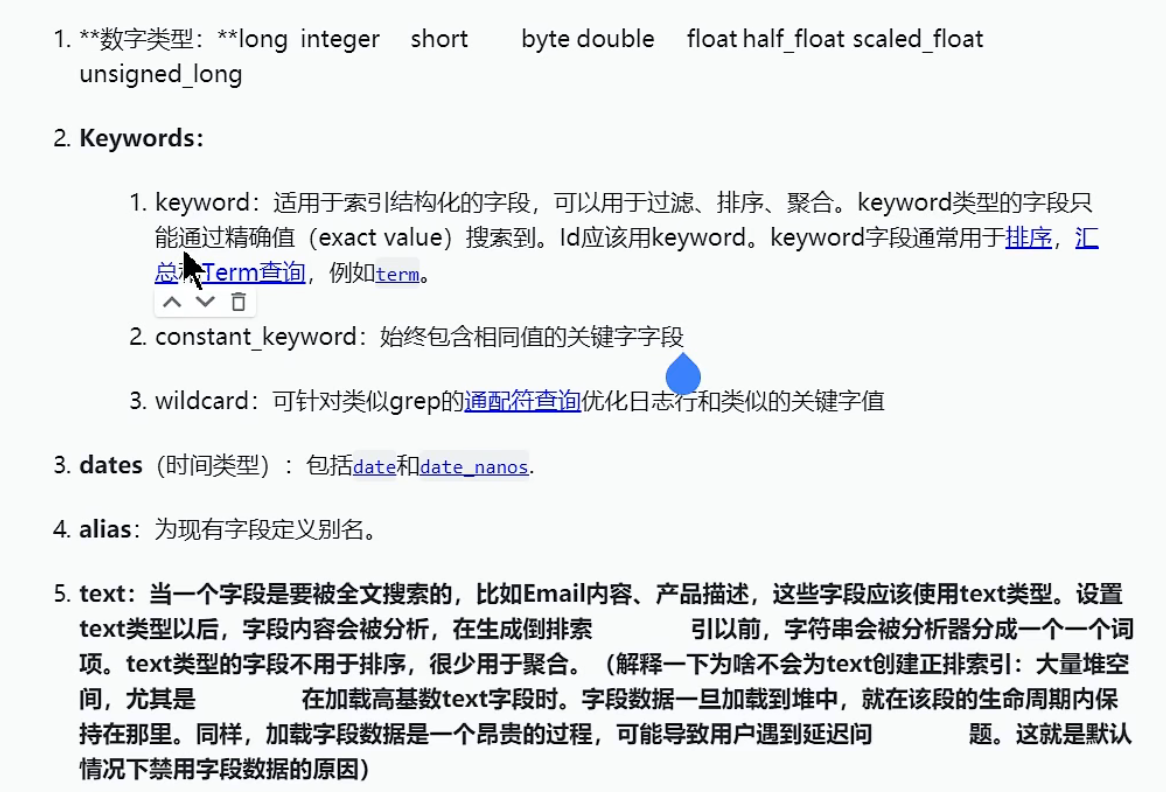 1. **数字类型：**long integer short byte double float half_float scaled_float
unsigned_long
2. Keywords：
1. keyword：适用于索引结构化的字段，可以用于过滤、排序、聚合。keyword类型的字段只
能通过精确值（exact value）搜索到。Id应该用keyword。keyword字段通常用于排序，汇
总和Term查询，例如term。
2. constant_keyword：始终包含相同值的关键字字段
3. wildcard：可针对类似grep的通配符查询优化日志行和类似的关键字值
3. dates（时间类型）：包括date和date_nanos.
4. alias：为现有字段定义别名。
5. text：当一个字段是要被全文搜索的，比如Email内容、产品描述，这些字段应该使用text类型。设置
text类型以后，字段内容会被分析，在生成倒排索 引以前，字符串会被分析器分成一个一个词
项。text类型的字段不用于排序，很少用于聚合。（解释一下为啥不会为text创建正排索引：大量堆空
间，尤其是 在加载高基数text字段时。字段数据一旦加载到堆中，就在该段的生命周期内保
持在那里。同样，加载字段数据是一个昂贵的过程，可能导致用户遇到延迟问 题。这就是默认
情况下禁用字段数据的原因）